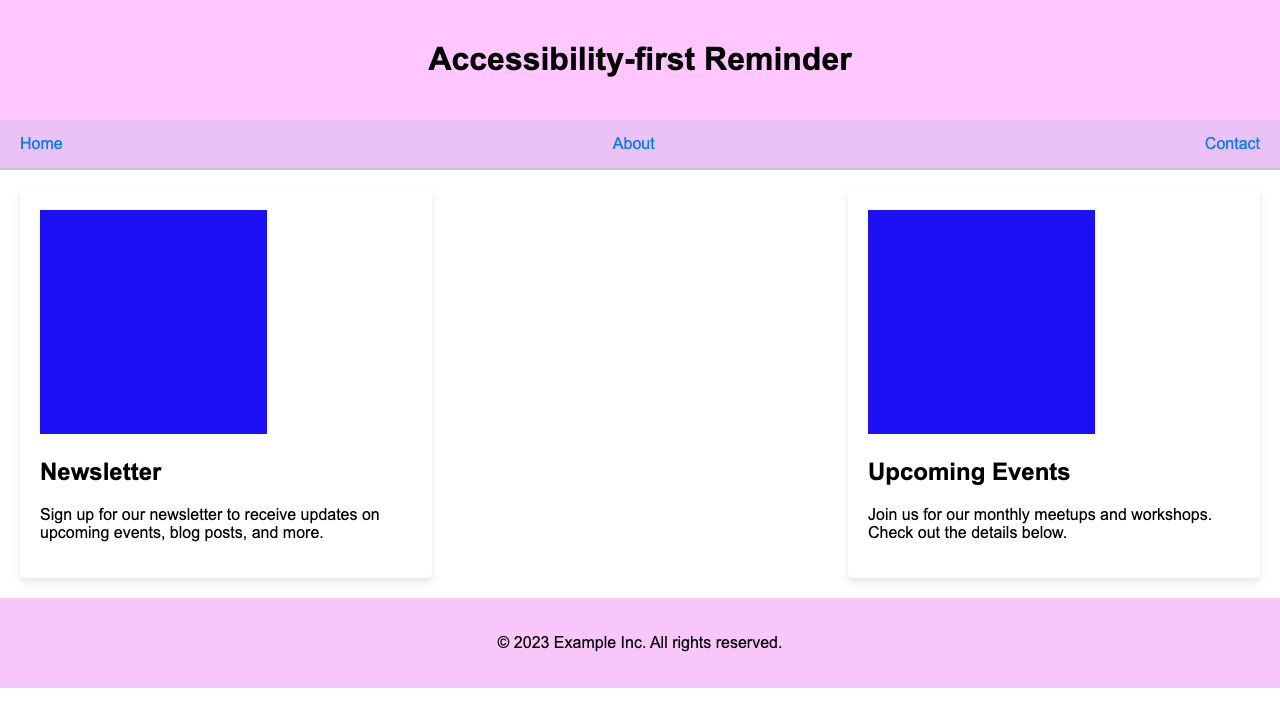 Accessibility-first Reminder
Home
About
Contact
Newsletter
Sign up for our newsletter to receive updates on
upcoming events, blog posts, and more.
Upcoming Events
Join us for our monthly meetups and workshops.
Check out the details below.
© 2023 Example Inc. All rights reserved.